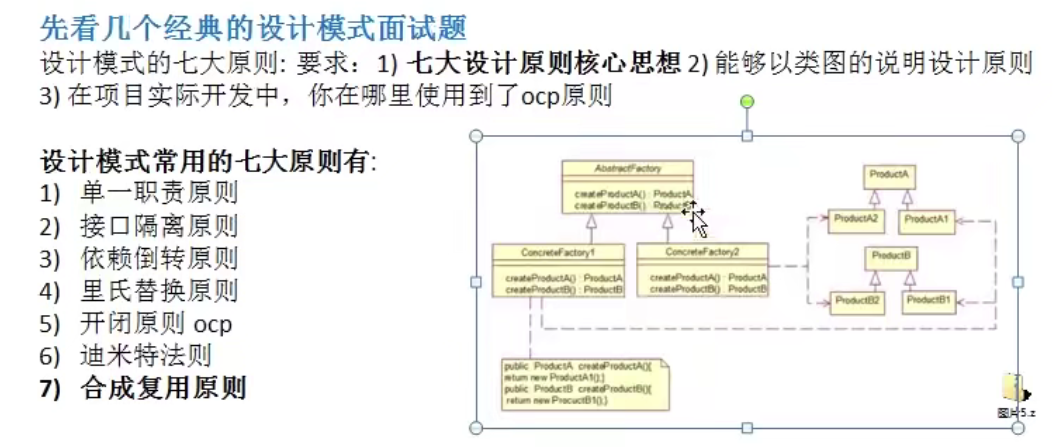 先看几个经典的设计模式面试题
设计模式的七大原则: 要求：1) 七大设计原则核心思想 2) 能够以类图的说明设计原则
3) 在项目实际开发中，你在哪里使用到了ocp原则
设计模式常用的七大原则有:
1) 单一职责原则
2) 接口隔离原则
3) 依赖倒转原则
4) 里氏替换原则
5) 开闭原则 ocp
6) 迪米特法则
7) 合成复用原则
AbstractFactory
createProductA() : ProductA
createProductB() : Product
ConcreteFactory1
createProductA() : ProductA
createProductB() : ProductB
ConcreteFactory2
createProductA() : ProductA
createProductB() : ProductB
ProductA
ProductA2
ProductA1
ProductB
ProductB2
ProductB1
public ProductA createProductA(){
return new ProductA1();}
public ProductB createProductB(){
return new ProcuctB1();}
图片5.z